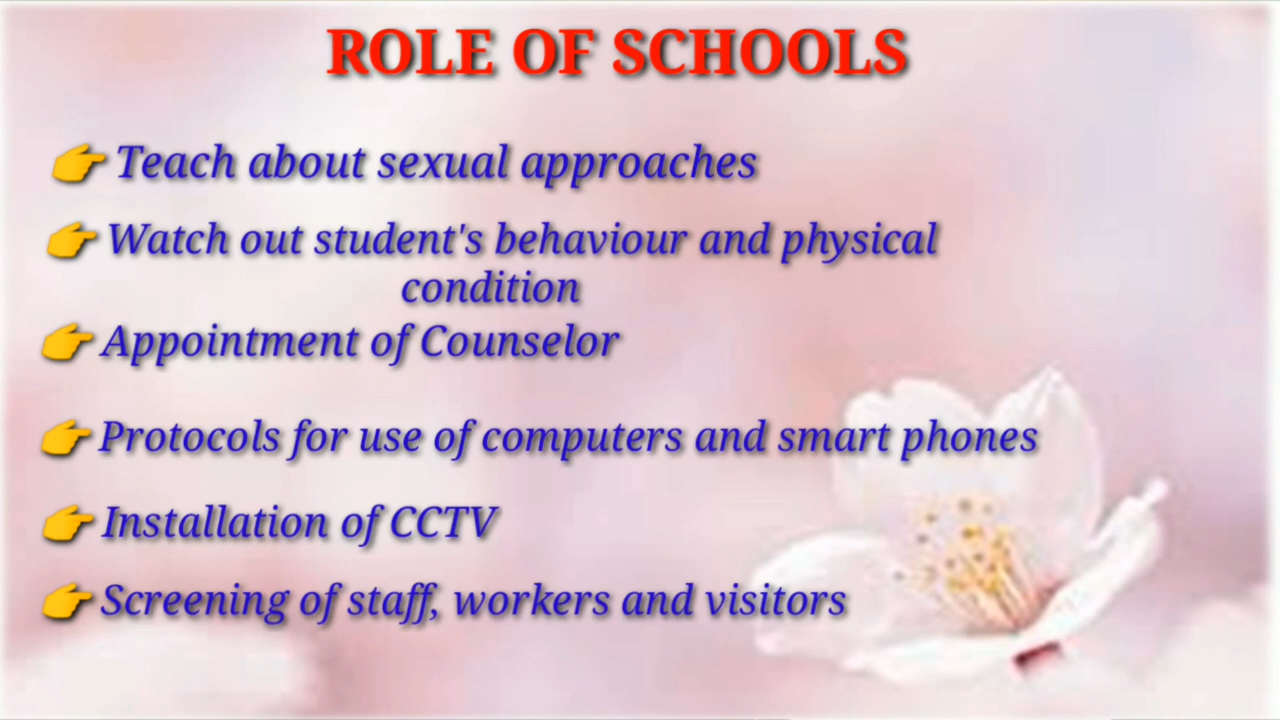 ROLE OF SCHOOLS
👉 Teach about sexual approaches
👉 Watch out student's behaviour and physical
condition
👉 Appointment of Counselor
👉 Protocols for use of computers and smart phones
👉 Installation of CCTV
👉 Screening of staff, workers and visitors